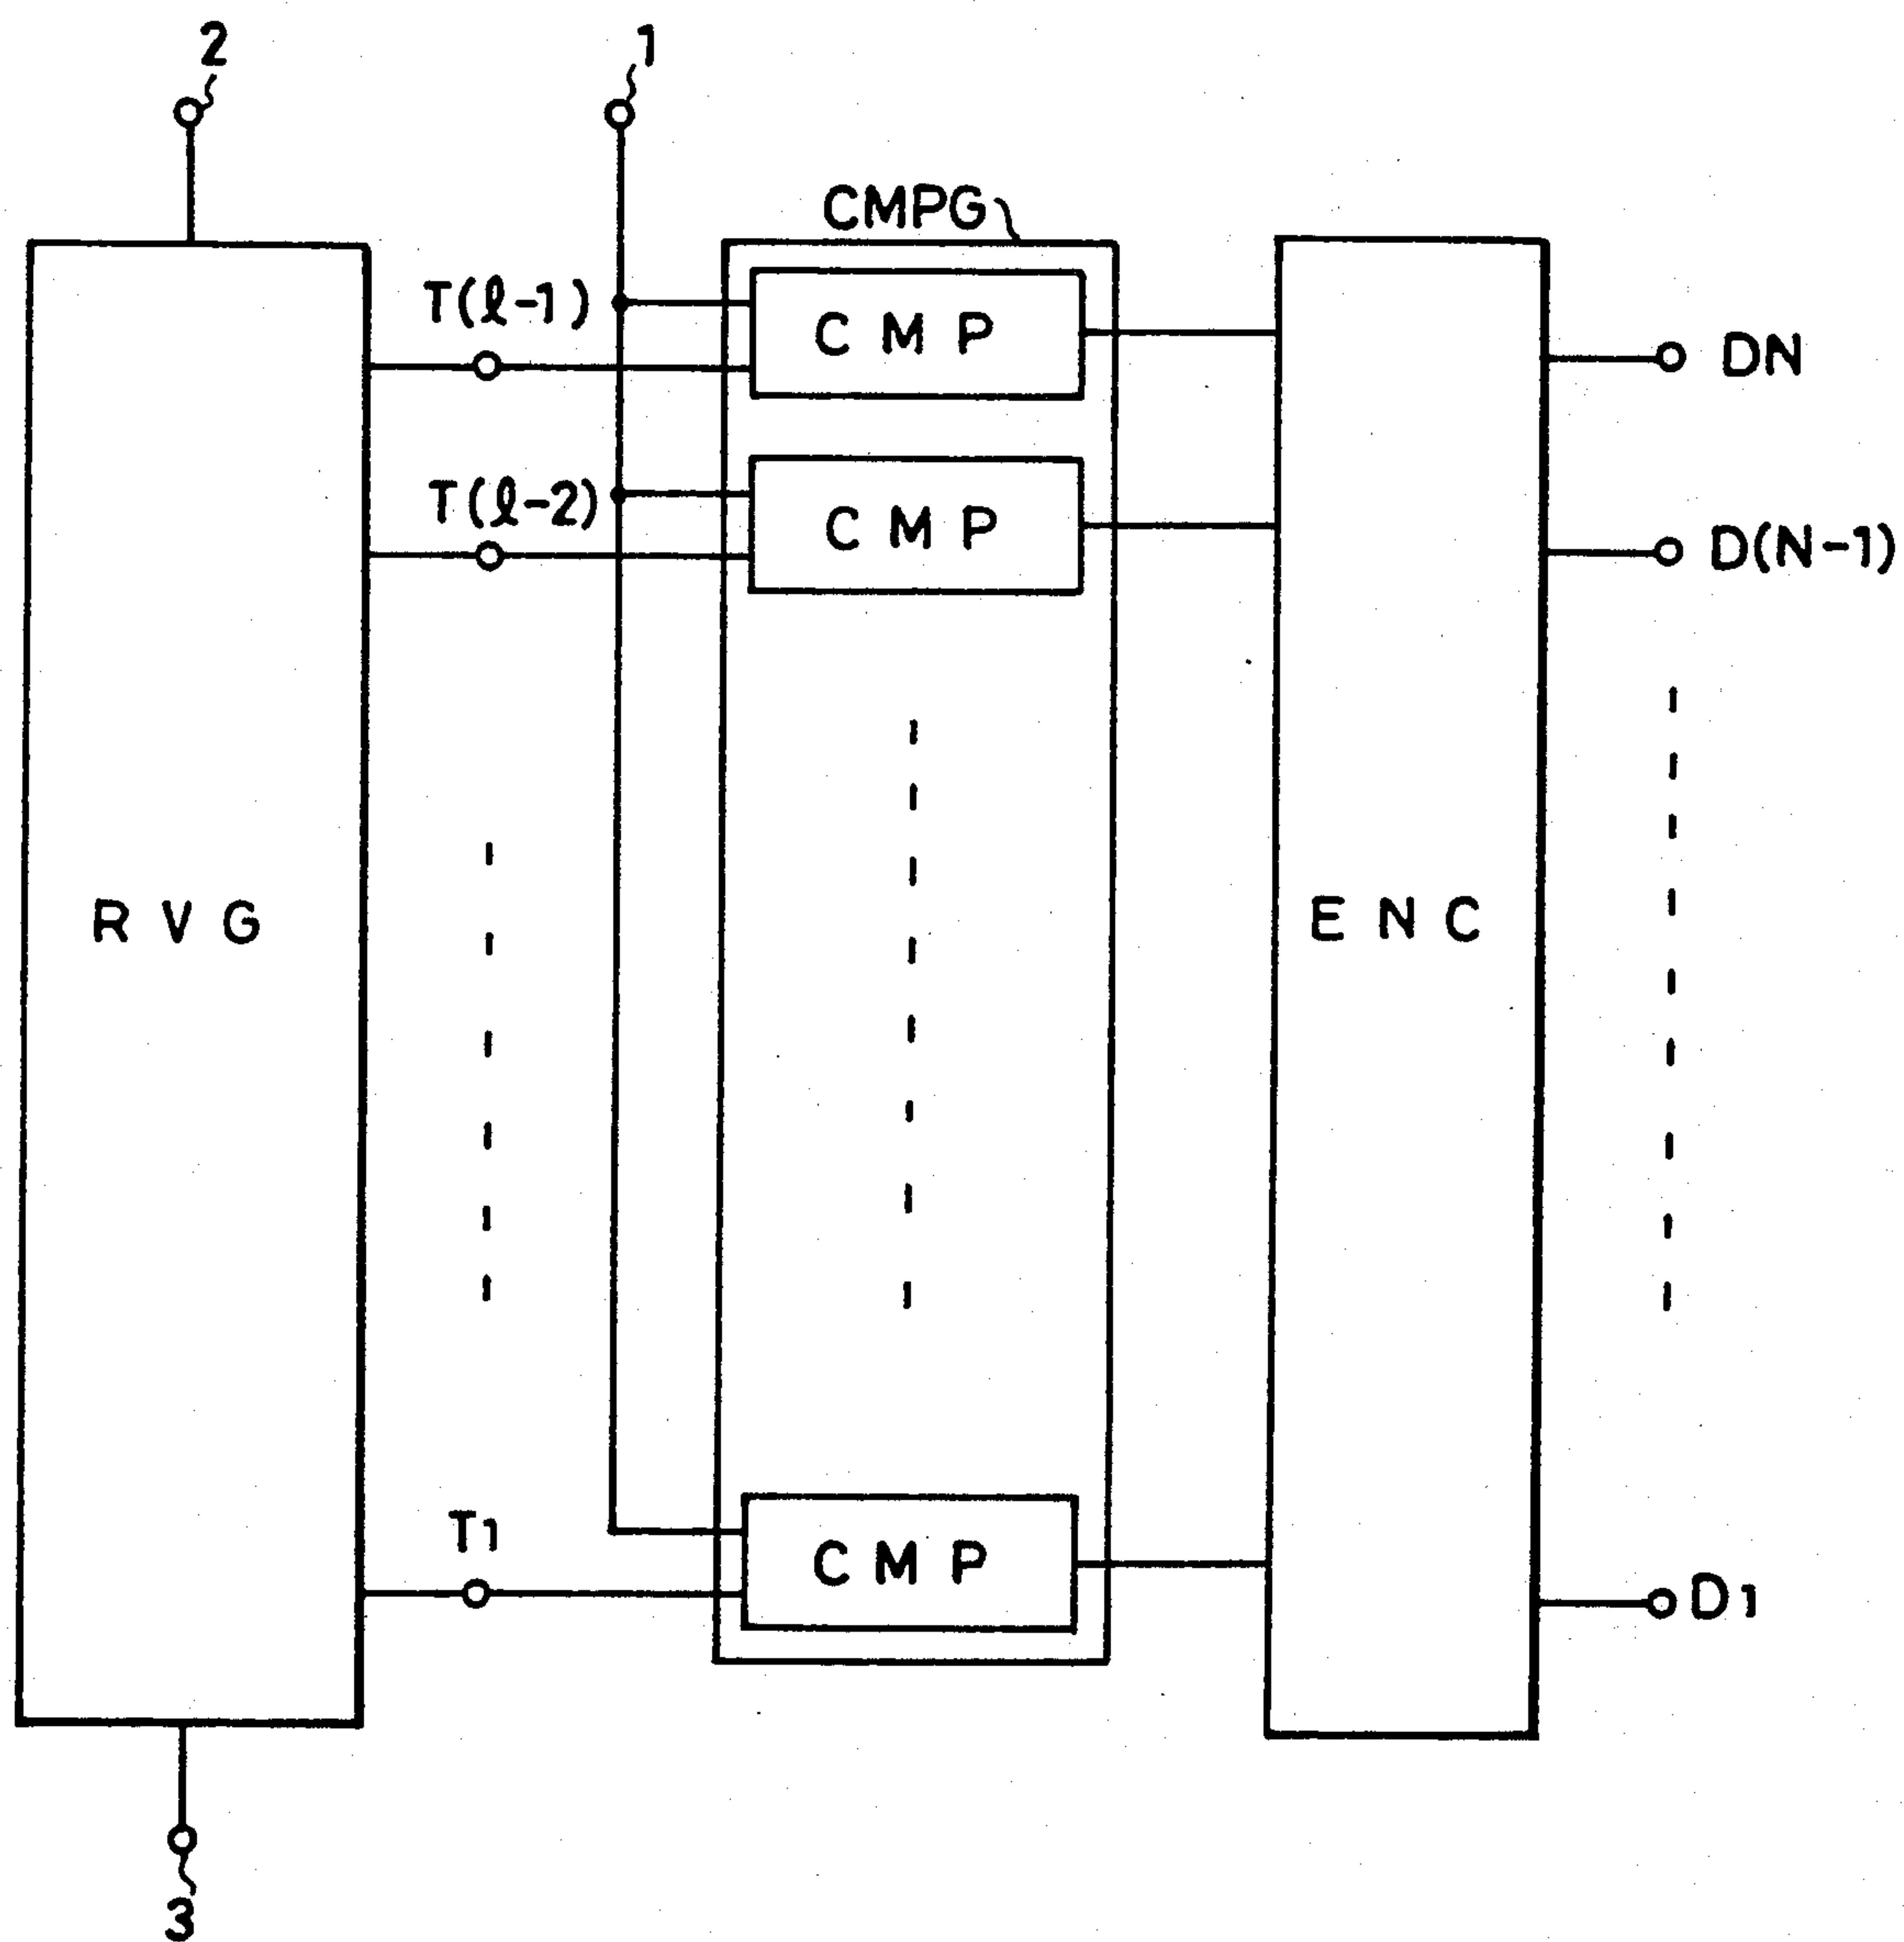 2
1
CMPG
T(ℓ-1)
CMP
DN
T(ℓ-2)
CMP
D(N-1)
RVG
ENC
T1
CMP
D1
3